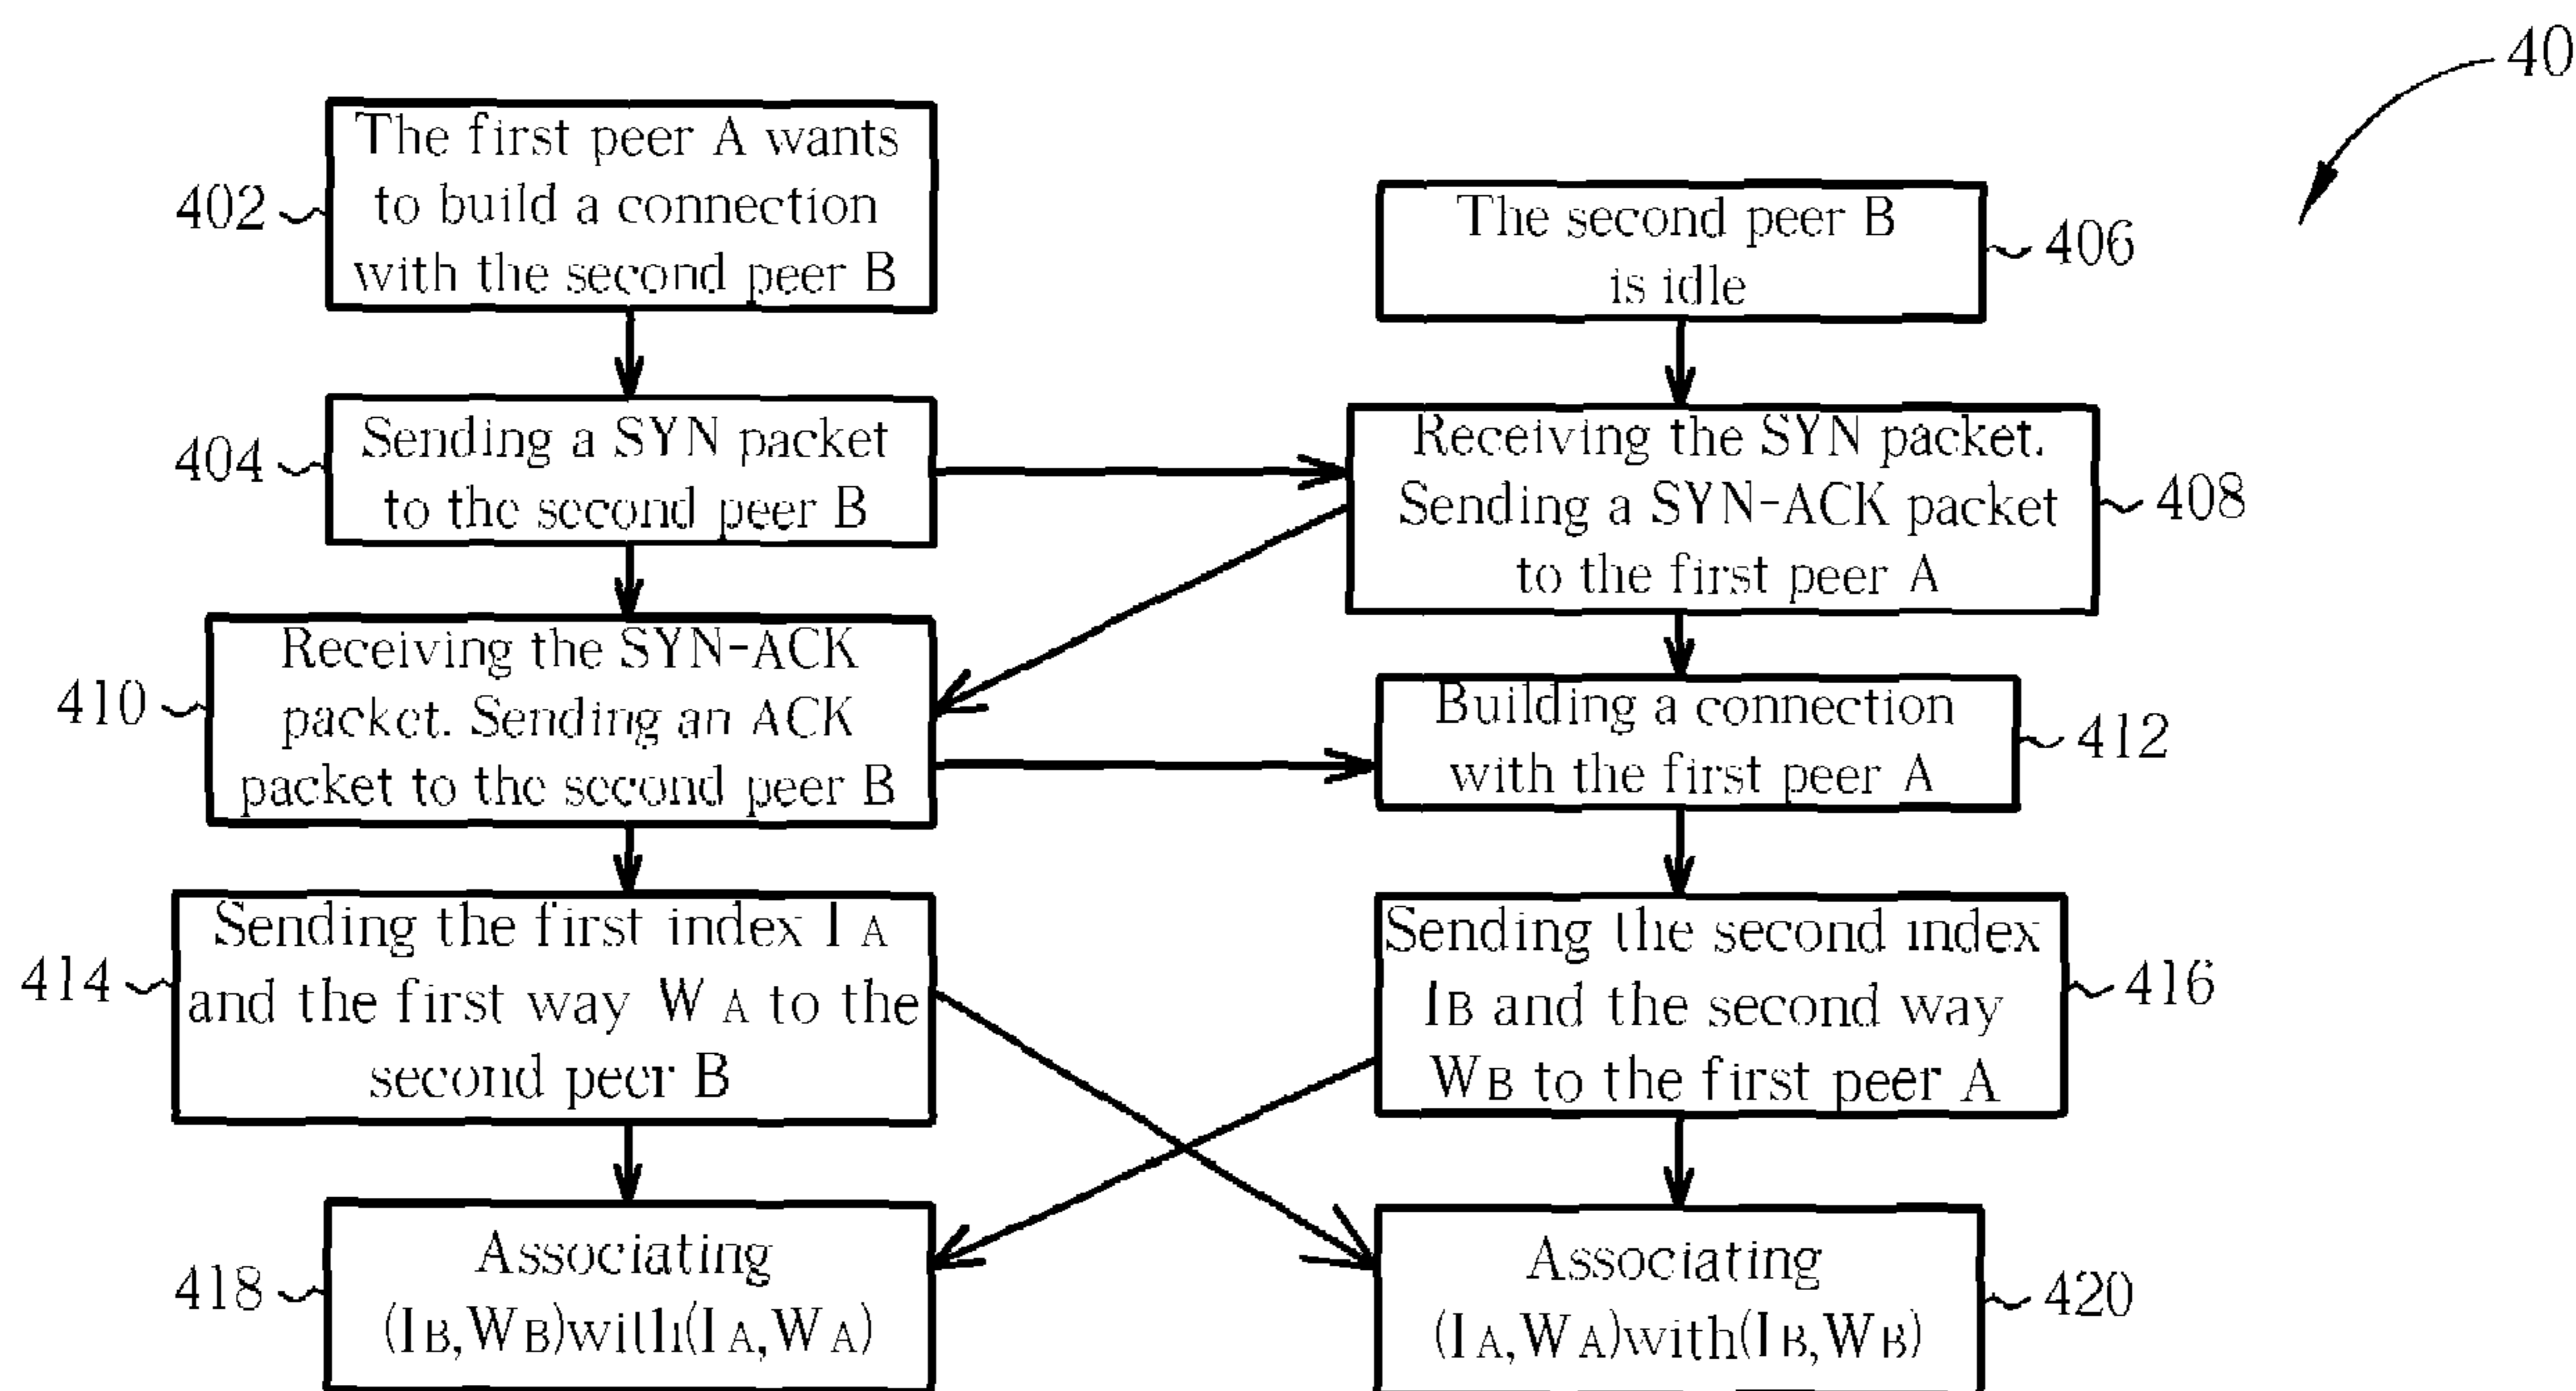 40
402
The first peer A wants
to build a connection
with the second peer B
The second peer B
is idle
406
404
Sending a SYN packet
to the second peer B
Receiving the SYN packet.
Sending a SYN-ACK packet
to the first peer A
408
410
Receiving the SYN-ACK
packet. Sending an ACK
packet to the second peer B
Building a connection
with the first peer A
412
414
Sending the first index I A
and the first way W A to the
second peer B
Sending the second index
IB and the second way
WB to the first peer A
416
418
Associating
(IB,WB)with(IA,WA)
Associating
(IA,WA)with(IB,WB)
420